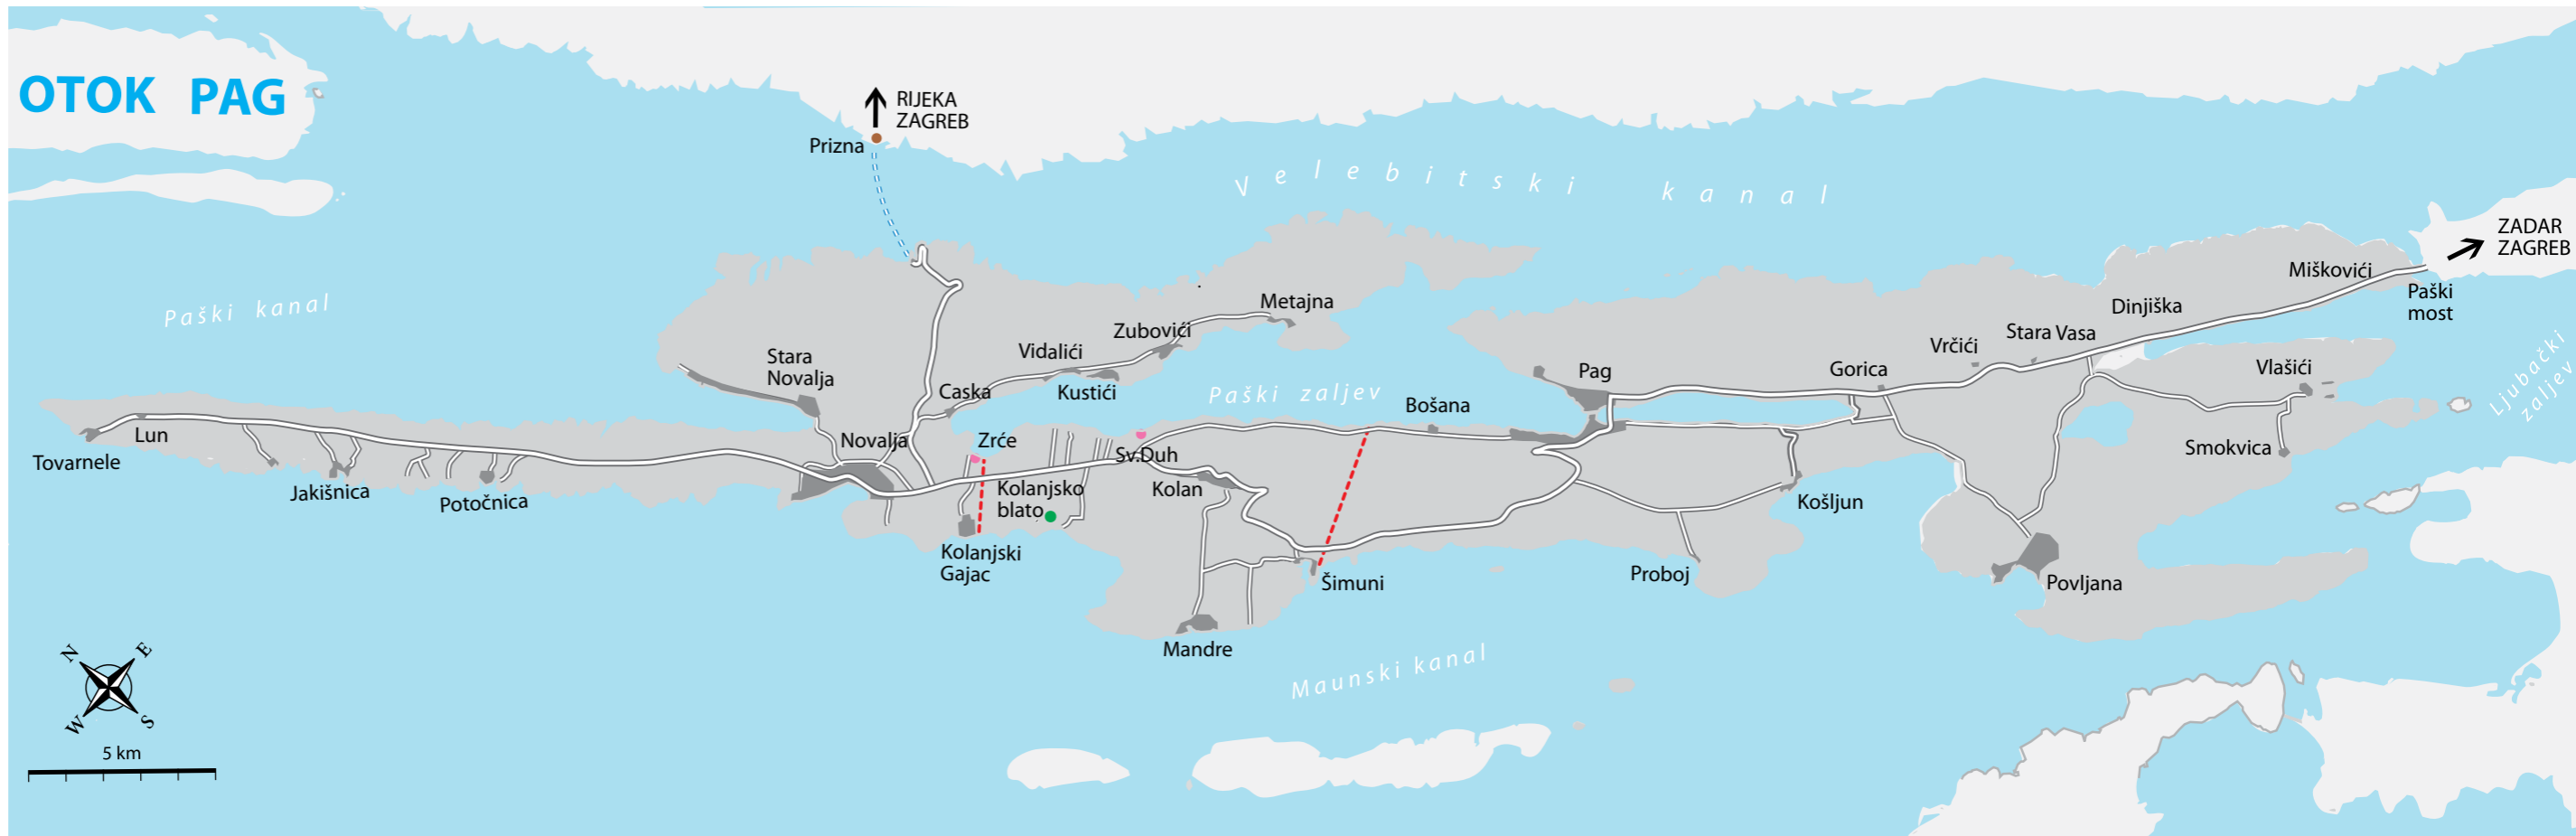 OTOK PAG
RIJEKA
ZAGREB
Prizna
Velebitski kanal
ZADAR
ZAGREB
Miškovići
Paški
most
Paški kanal
Metajna
Dinjiška
Zubovići
Stara Vasa
Vrčići
Vidalići
Stara
Novalja
Pag
Gorica
Vlašići
Ljubački
zaljev
Caska
Kustići
Paški zaljev
Bošana
Lun
Novalja
Zrće
Tovarnele
Sv.Duh
Smokvica
Jakišnica
Potočnica
Kolanjsko
blato
Kolan
Košljun
Kolanjski
Gajac
Šimuni
Proboj
Povljana
Mandre
Maunski kanal
N
E
W
S
5 km